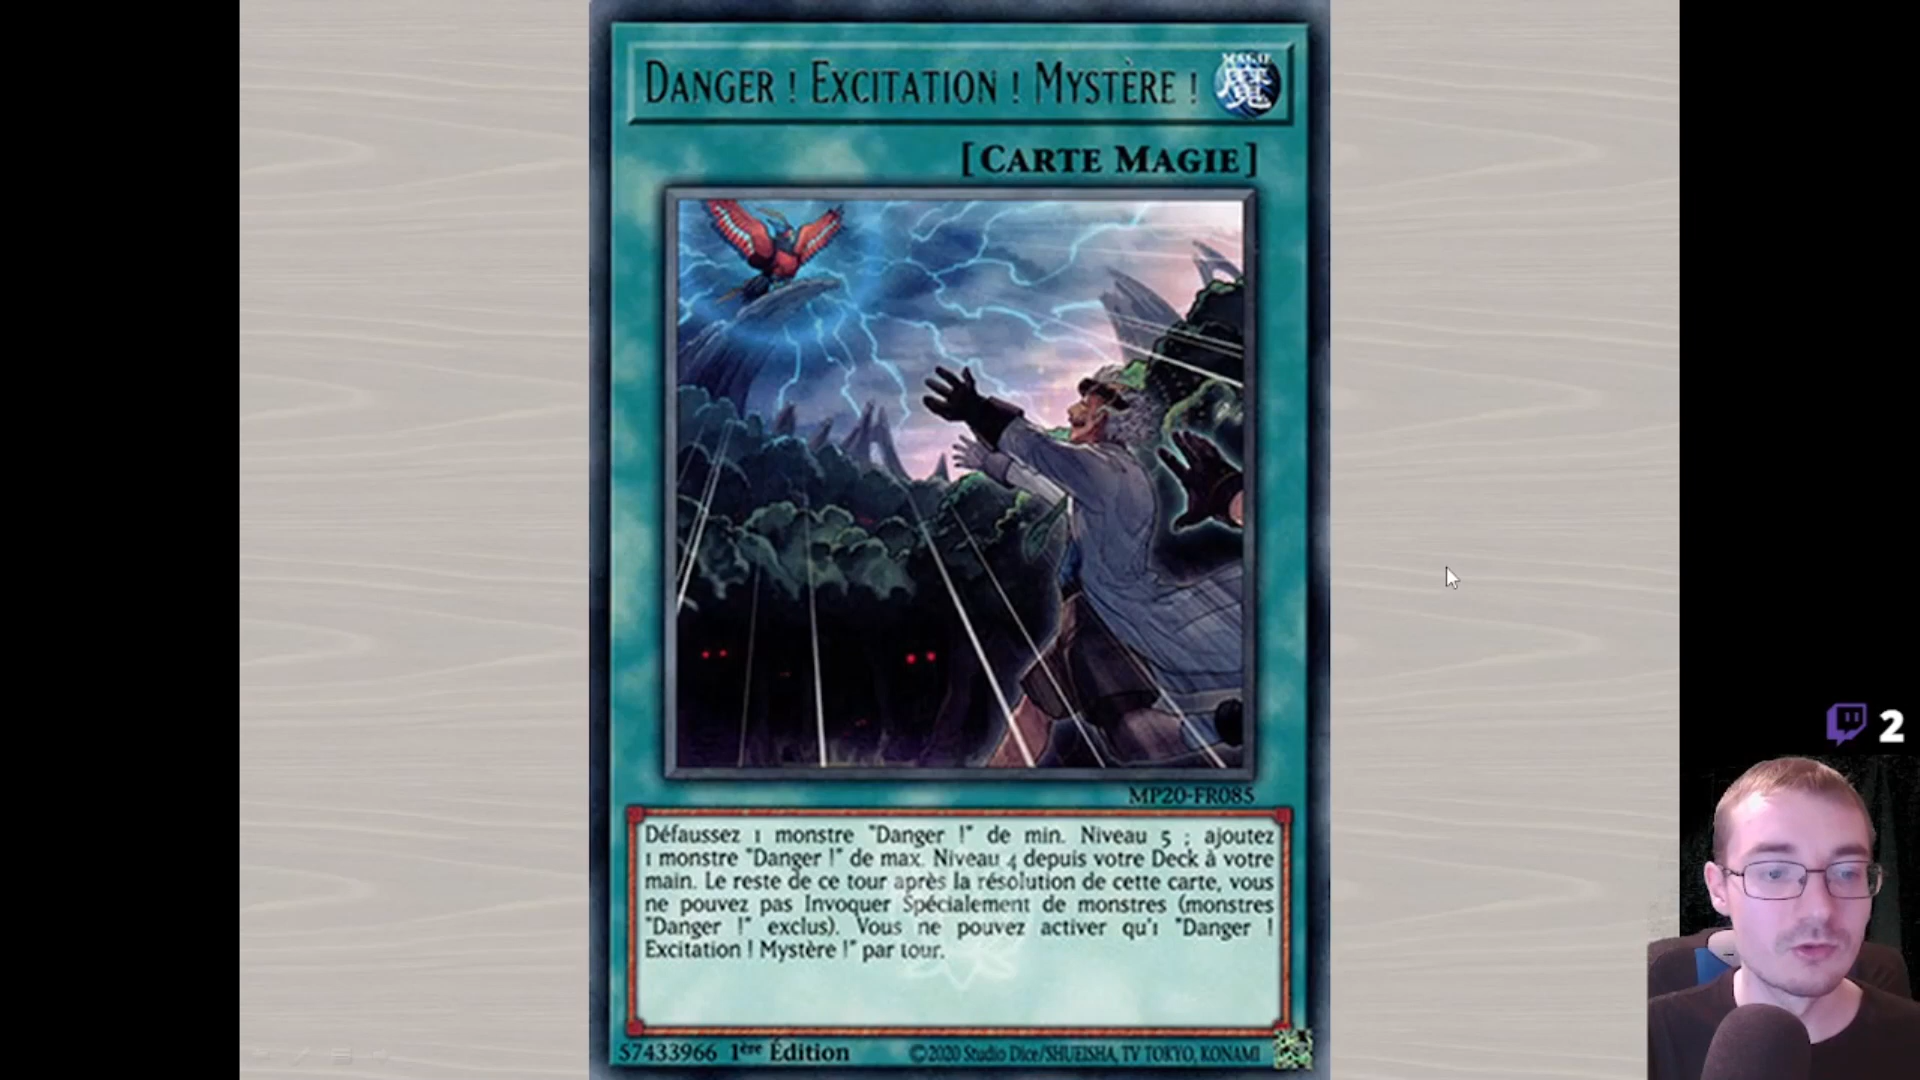 DANGER ! EXCITATION ! MYSTÈRE !
MAGIE
魔
[CARTE MAGIE]
MP20-FR085
Défaussez 1 monstre "Danger !" de min. Niveau 5 ; ajoutez
1 monstre "Danger !" de max. Niveau 4 depuis votre Deck à votre
main. Le reste de ce tour après la résolution de cette carte, vous
ne pouvez pas Invoquer Spécialement de monstres (monstres
"Danger !" exclus). Vous ne pouvez activer qu'1 "Danger !
Excitation ! Mystère !" par tour.
57433966 1ère Édition
©2020 Studio Dice/SHUEISHA, TV TOKYO, KONAMI
2